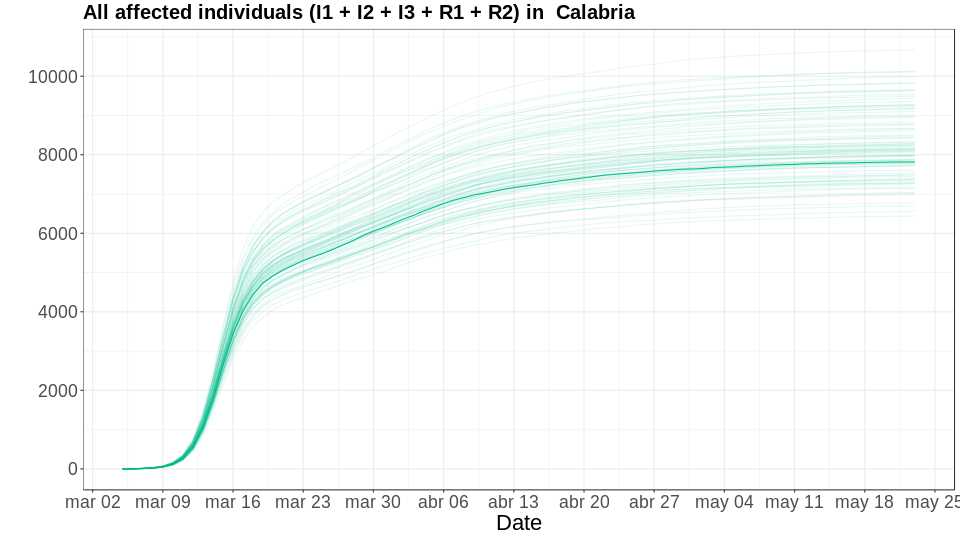 All affected individuals (I1 + I2 + I3 + R1 + R2) in  Calabria
10000
8000
6000
4000
2000
0
mar 02 mar 09 mar 16 mar 23 mar 30 abr 06 abr 13 abr 20 abr 27 may 04 may 11 may 18 may 25
Date